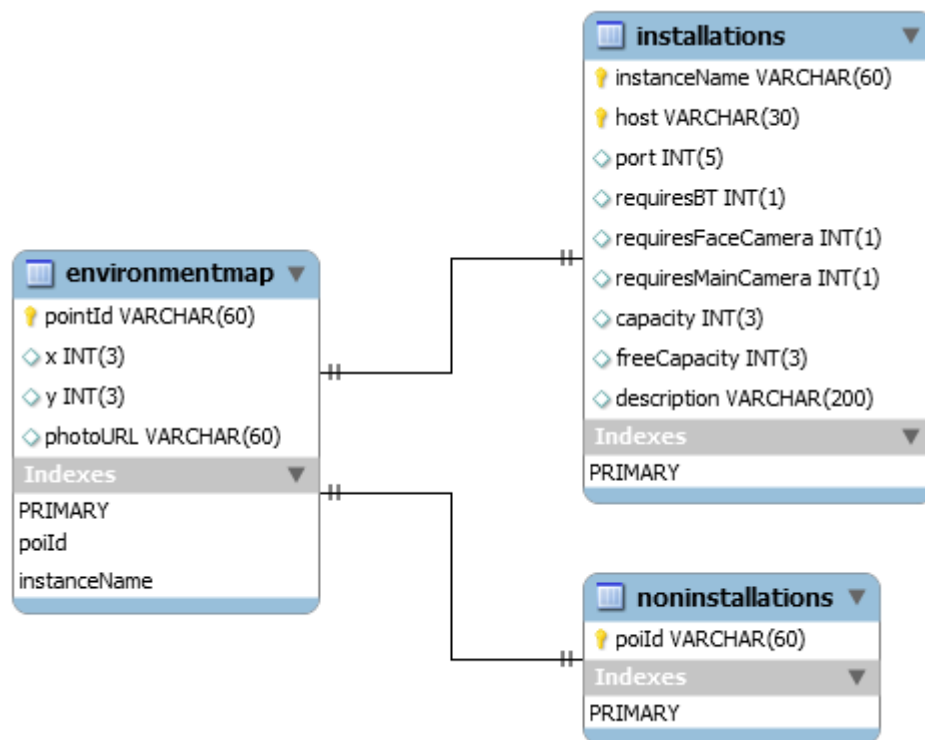 installations
instanceName VARCHAR(60)
host VARCHAR(30)
port INT(5)
requiresBT INT(1)
requiresFaceCamera INT(1)
requiresMainCamera INT(1)
capacity INT(3)
freeCapacity INT(3)
description VARCHAR(200)
Indexes
PRIMARY
environmentmap
pointId VARCHAR(60)
x INT(3)
y INT(3)
photoURL VARCHAR(60)
Indexes
PRIMARY
poiId
instanceName
noninstallations
poiId VARCHAR(60)
Indexes
PRIMARY